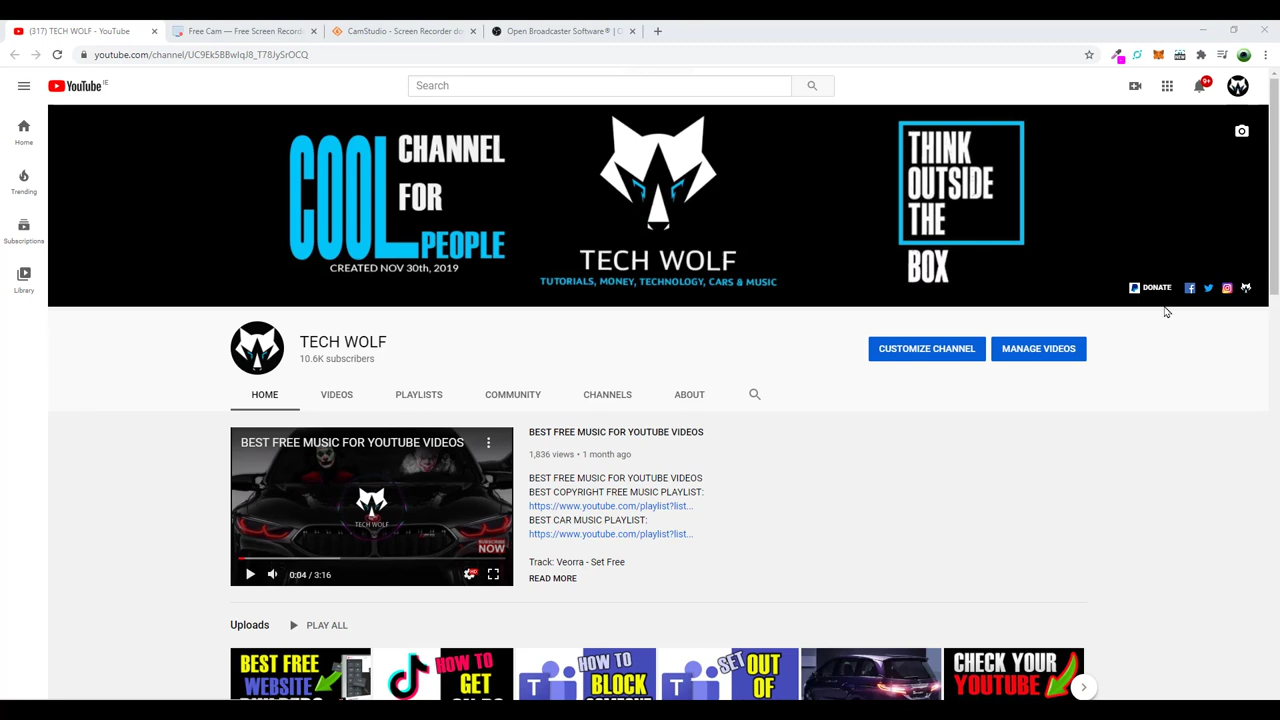 (317) TECH WOLF - YouTube
Free Cam — Free Screen Record
CamStudio - Screen Recorder do
Open Broadcaster Software® | O
youtube.com/channel/UC9Ek5BBwIqJ8_T78JySrOCQ
YouTube IE
Search
9+
Home
Trending
Subscriptions
Library
COOL
CHANNEL
FOR
PEOPLE
CREATED NOV 30th, 2019
TECH WOLF
TUTORIALS, MONEY, TECHNOLOGY, CARS & MUSIC
THINK
OUTSIDE
THE
BOX
DONATE
TECH WOLF
10.6K subscribers
CUSTOMIZE CHANNEL
MANAGE VIDEOS
HOME
VIDEOS
PLAYLISTS
COMMUNITY
CHANNELS
ABOUT
BEST FREE MUSIC FOR YOUTUBE VIDEOS
TECH WOLF
SUBSCRIBE
NOW
0:04 / 3:16
HD
BEST FREE MUSIC FOR YOUTUBE VIDEOS
1,836 views • 1 month ago
BEST FREE MUSIC FOR YOUTUBE VIDEOS
BEST COPYRIGHT FREE MUSIC PLAYLIST:
https://www.youtube.com/playlist?list...
BEST CAR MUSIC PLAYLIST:
https://www.youtube.com/playlist?list...
Track: Veorra - Set Free
READ MORE
Uploads
PLAY ALL
BEST FREE
WEBSITE
BUILDERS
HOW TO
GET
HOW TO
BLOCK
SOMEONE
SET
OUT
OF
CHECK YOUR
YOUTUBE